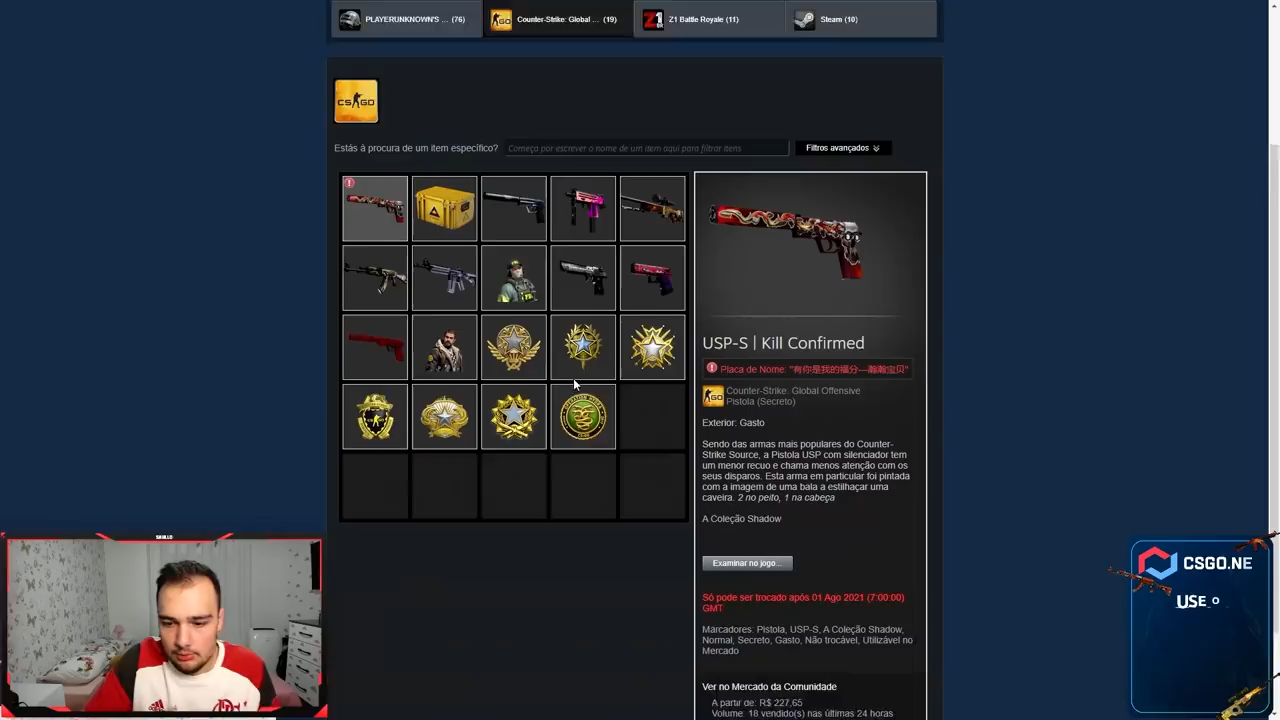 PLAYERUNKNOWN'S ... (76)
Counter-Strike: Global ... (19)
Z1 Battle Royale (11)
Steam (10)
CS GO
Estás à procura de um item específico?
Começa por escrever o nome de um item aqui para filtrar itens
Filtros avançados
USP-S | Kill Confirmed
Placa de Nome: "有你是我的福分—瀚瀚宝贝"
Counter-Strike: Global Offensive
Pistola (Secreto)
Exterior: Gasto
Sendo das armas mais populares do Counter-
Strike Source, a Pistola USP com silenciador tem
um menor recuo e chama menos atenção com os
seus disparos. Esta arma em particular foi pintada
com a imagem de uma bala a estilhaçar uma
caveira. 2 no peito, 1 na cabeça
A Coleção Shadow
Examinar no jogo...
Só pode ser trocado após 01 Ago 2021 (7:00:00)
GMT
Marcadores: Pistola, USP-S, A Coleção Shadow,
Normal, Secreto, Gasto, Não trocável, Utilizável no
Mercado
Ver no Mercado da Comunidade
A partir de: R$ 227,65
Volume: 18 vendido(s) nas últimas 24 horas
CSGO.NE
USE O